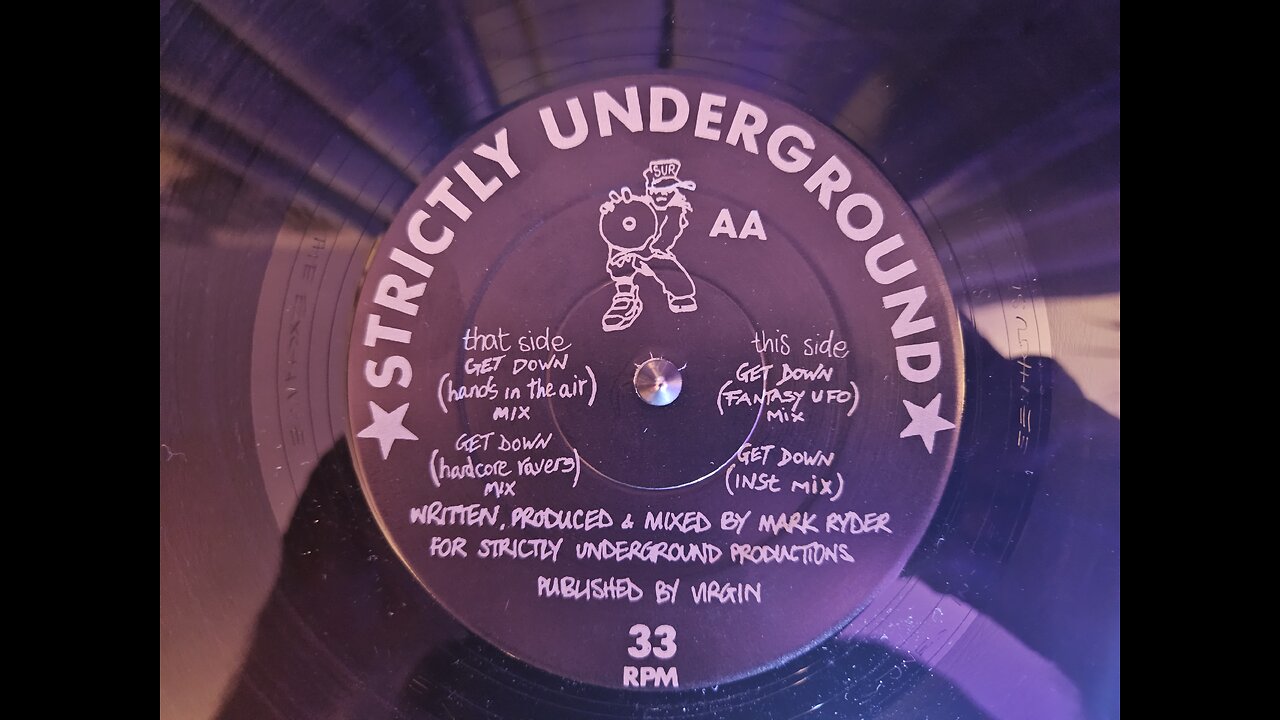 STRICTLY UNDERGROUND
SUR
AA
that side
GET DOWN
(hands in the air)
MIX
GET DOWN
(hardcore ravers)
MIX
this side
GET DOWN
(FANTASY UFO)
MIX
GET DOWN
(INST MIX)
WRITTEN, PRODUCED & MIXED BY MARK RYDER
FOR STRICTLY UNDERGROUND PRODUCTIONS
PUBLISHED BY VIRGIN
33
RPM
THE EXCHANGE